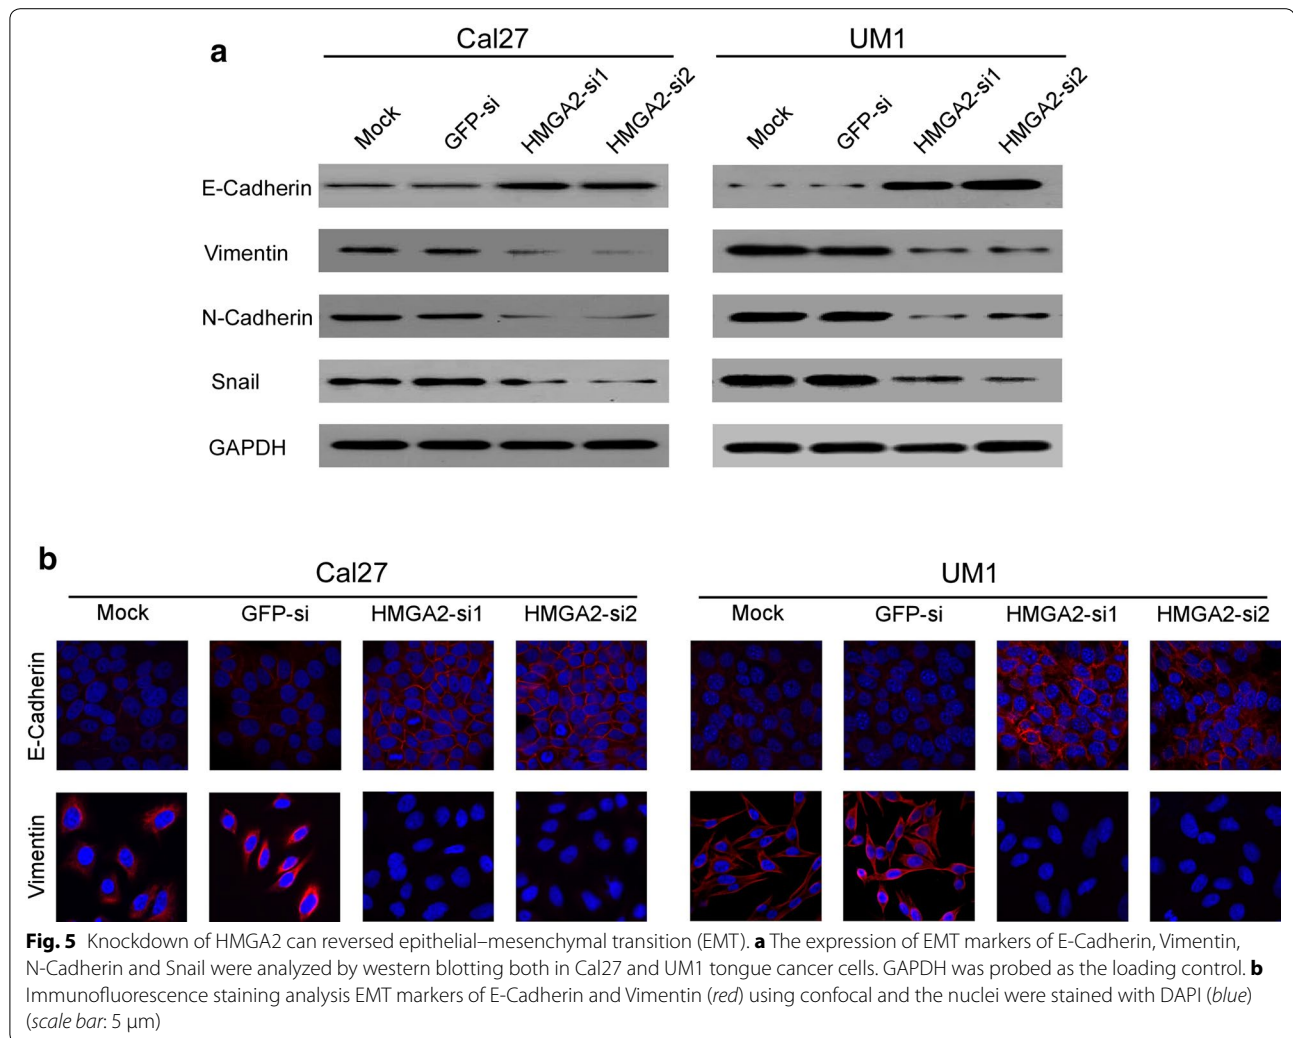 a
Cal27
UM1
Mock
GFP-si
HMGA2-si1
HMGA2-si2
Mock
GFP-si
HMGA2-si1
HMGA2-si2
E-Cadherin
Vimentin
N-Cadherin
Snail
GAPDH
b
Cal27
UM1
Mock
GFP-si
HMGA2-si1
HMGA2-si2
Mock
GFP-si
HMGA2-si1
HMGA2-si2
E-Cadherin
Vimentin
Fig. 5 Knockdown of HMGA2 can reversed epithelial–mesenchymal transition (EMT). a The expression of EMT markers of E-Cadherin, Vimentin,
N-Cadherin and Snail were analyzed by western blotting both in Cal27 and UM1 tongue cancer cells. GAPDH was probed as the loading control. b
Immunofluorescence staining analysis EMT markers of E-Cadherin and Vimentin (red) using confocal and the nuclei were stained with DAPI (blue)
(scale bar: 5 μm)